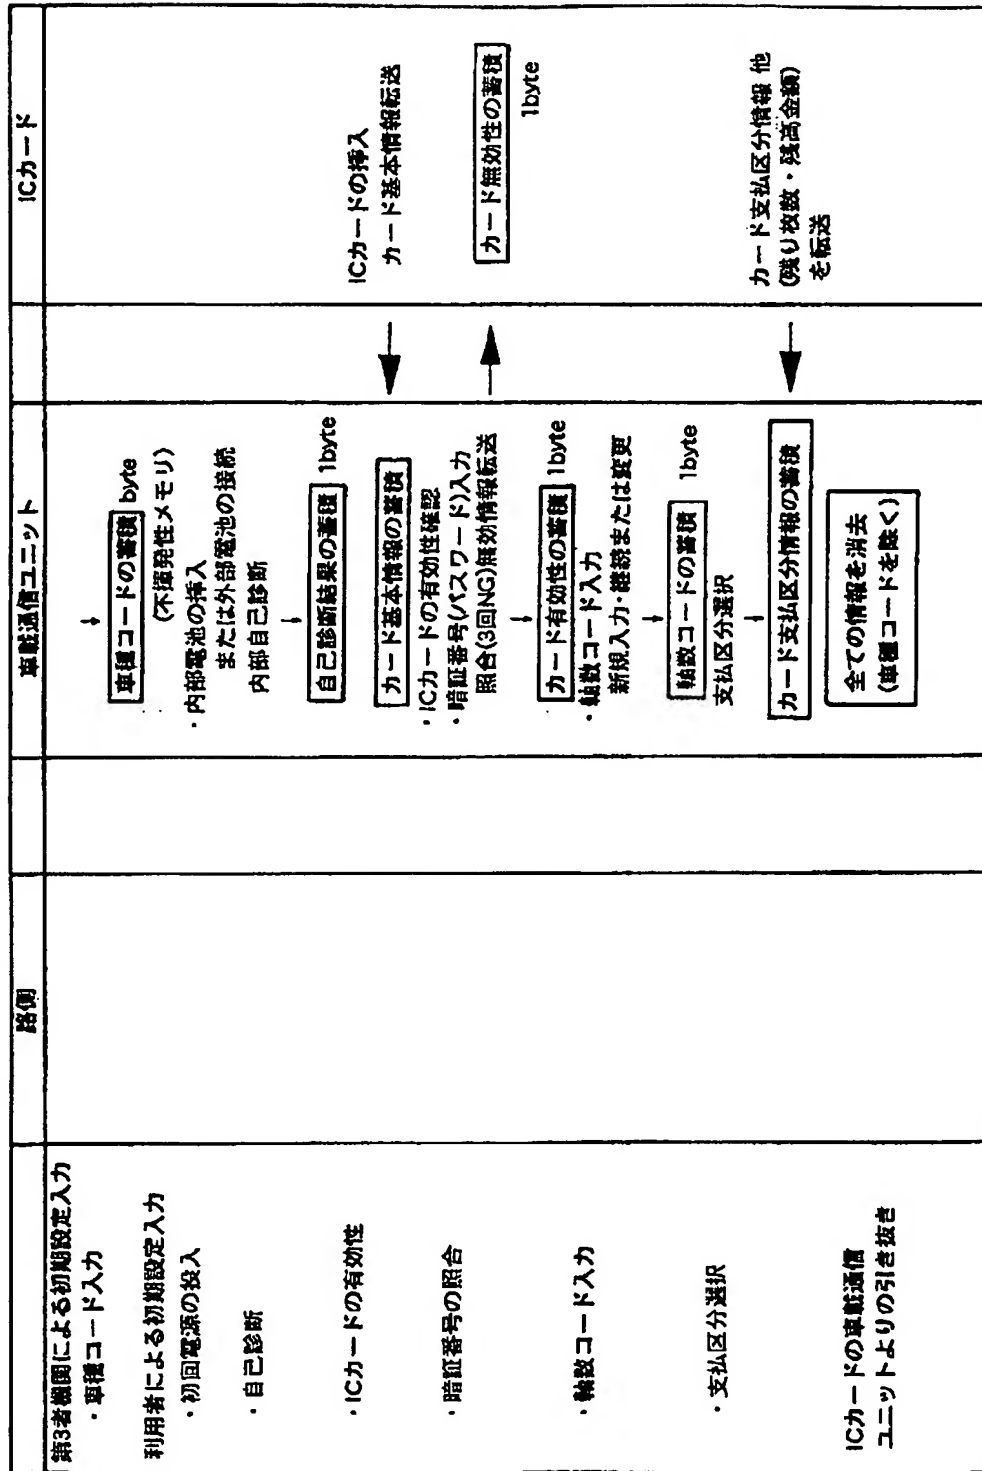 路側
車載通信ユニット
ICカード
第3者機関による初期設定入力
・車種コード入力
利用者による初期設定入力
・初回電源の投入
・自己診断
・ICカードの有効性
・暗証番号の照合
・軸数コード入力
・支払区分選択
ICカードの車載通信
ユニットよりの引き抜き
車種コードの蓄積 byte
(不揮発性メモリ)
・内部電池の挿入
または外部電池の接続
内部自己診断
自己診断結果の蓄積 1byte
カード基本情報の蓄積
・ICカードの有効性確認
・暗証番号(パスワード)入力
照合(3回NG)無効情報転送
カード有効性の蓄積 1byte
・軸数コード入力
新規入力・継続または変更
軸数コードの蓄積 1byte
支払区分選択
カード支払区分情報の蓄積
全ての情報を消去
(車種コードを除く)
ICカードの挿入
カード基本情報転送
カード無効性の蓄積
1byte
カード支払区分情報 他
(残り枚数・残高金額)
を転送